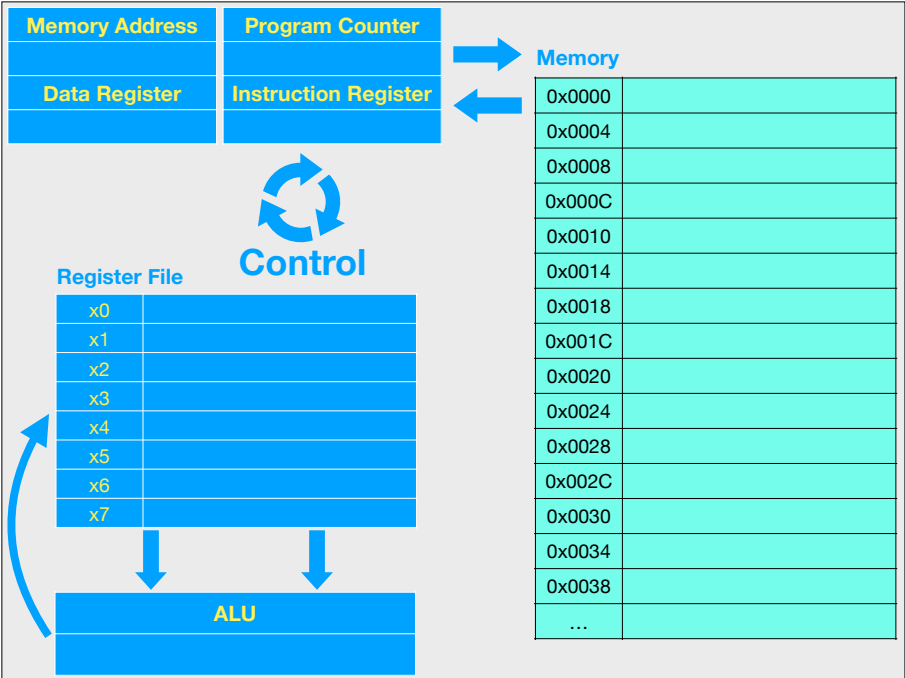 Memory Address
Program Counter
Data Register
Instruction Register
Memory
0x0000
0x0004
0x0008
0x000C
0x0010
0x0014
0x0018
0x001C
0x0020
0x0024
0x0028
0x002C
0x0030
0x0034
0x0038
…
Control
Register File
x0
x1
x2
x3
x4
x5
x6
x7
ALU